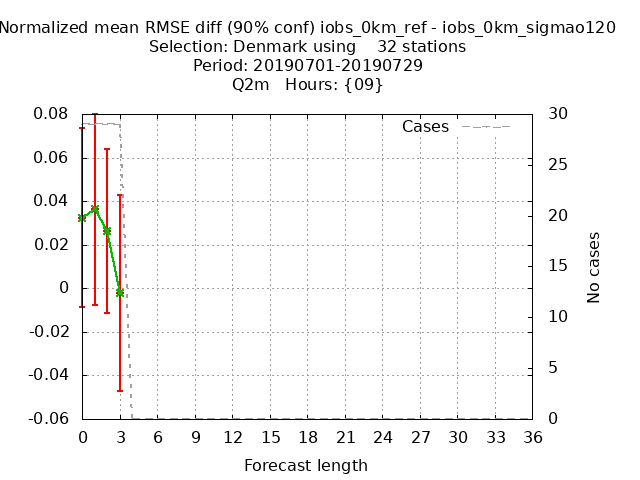 Normalized mean RMSE diff (90% conf) iobs_0km_ref - iobs_0km_sigmao120
Selection: Denmark using    32 stations
Period: 20190701-20190729
Q2m   Hours: {09}
Cases
0.08
0.06
0.04
0.02
0
-0.02
-0.04
-0.06
30
25
20
15
10
5
0
No cases
0 3 6 9 12 15 18 21 24 27 30 33 36
Forecast length